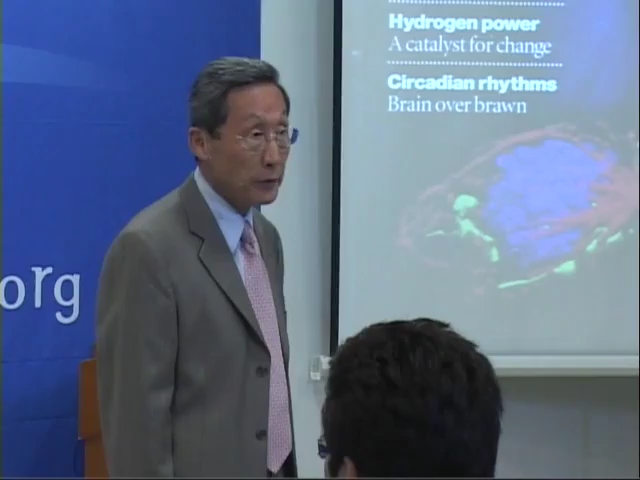 Hydrogen power
A catalyst for change
Circadian rhythms
Brain over brawn
org